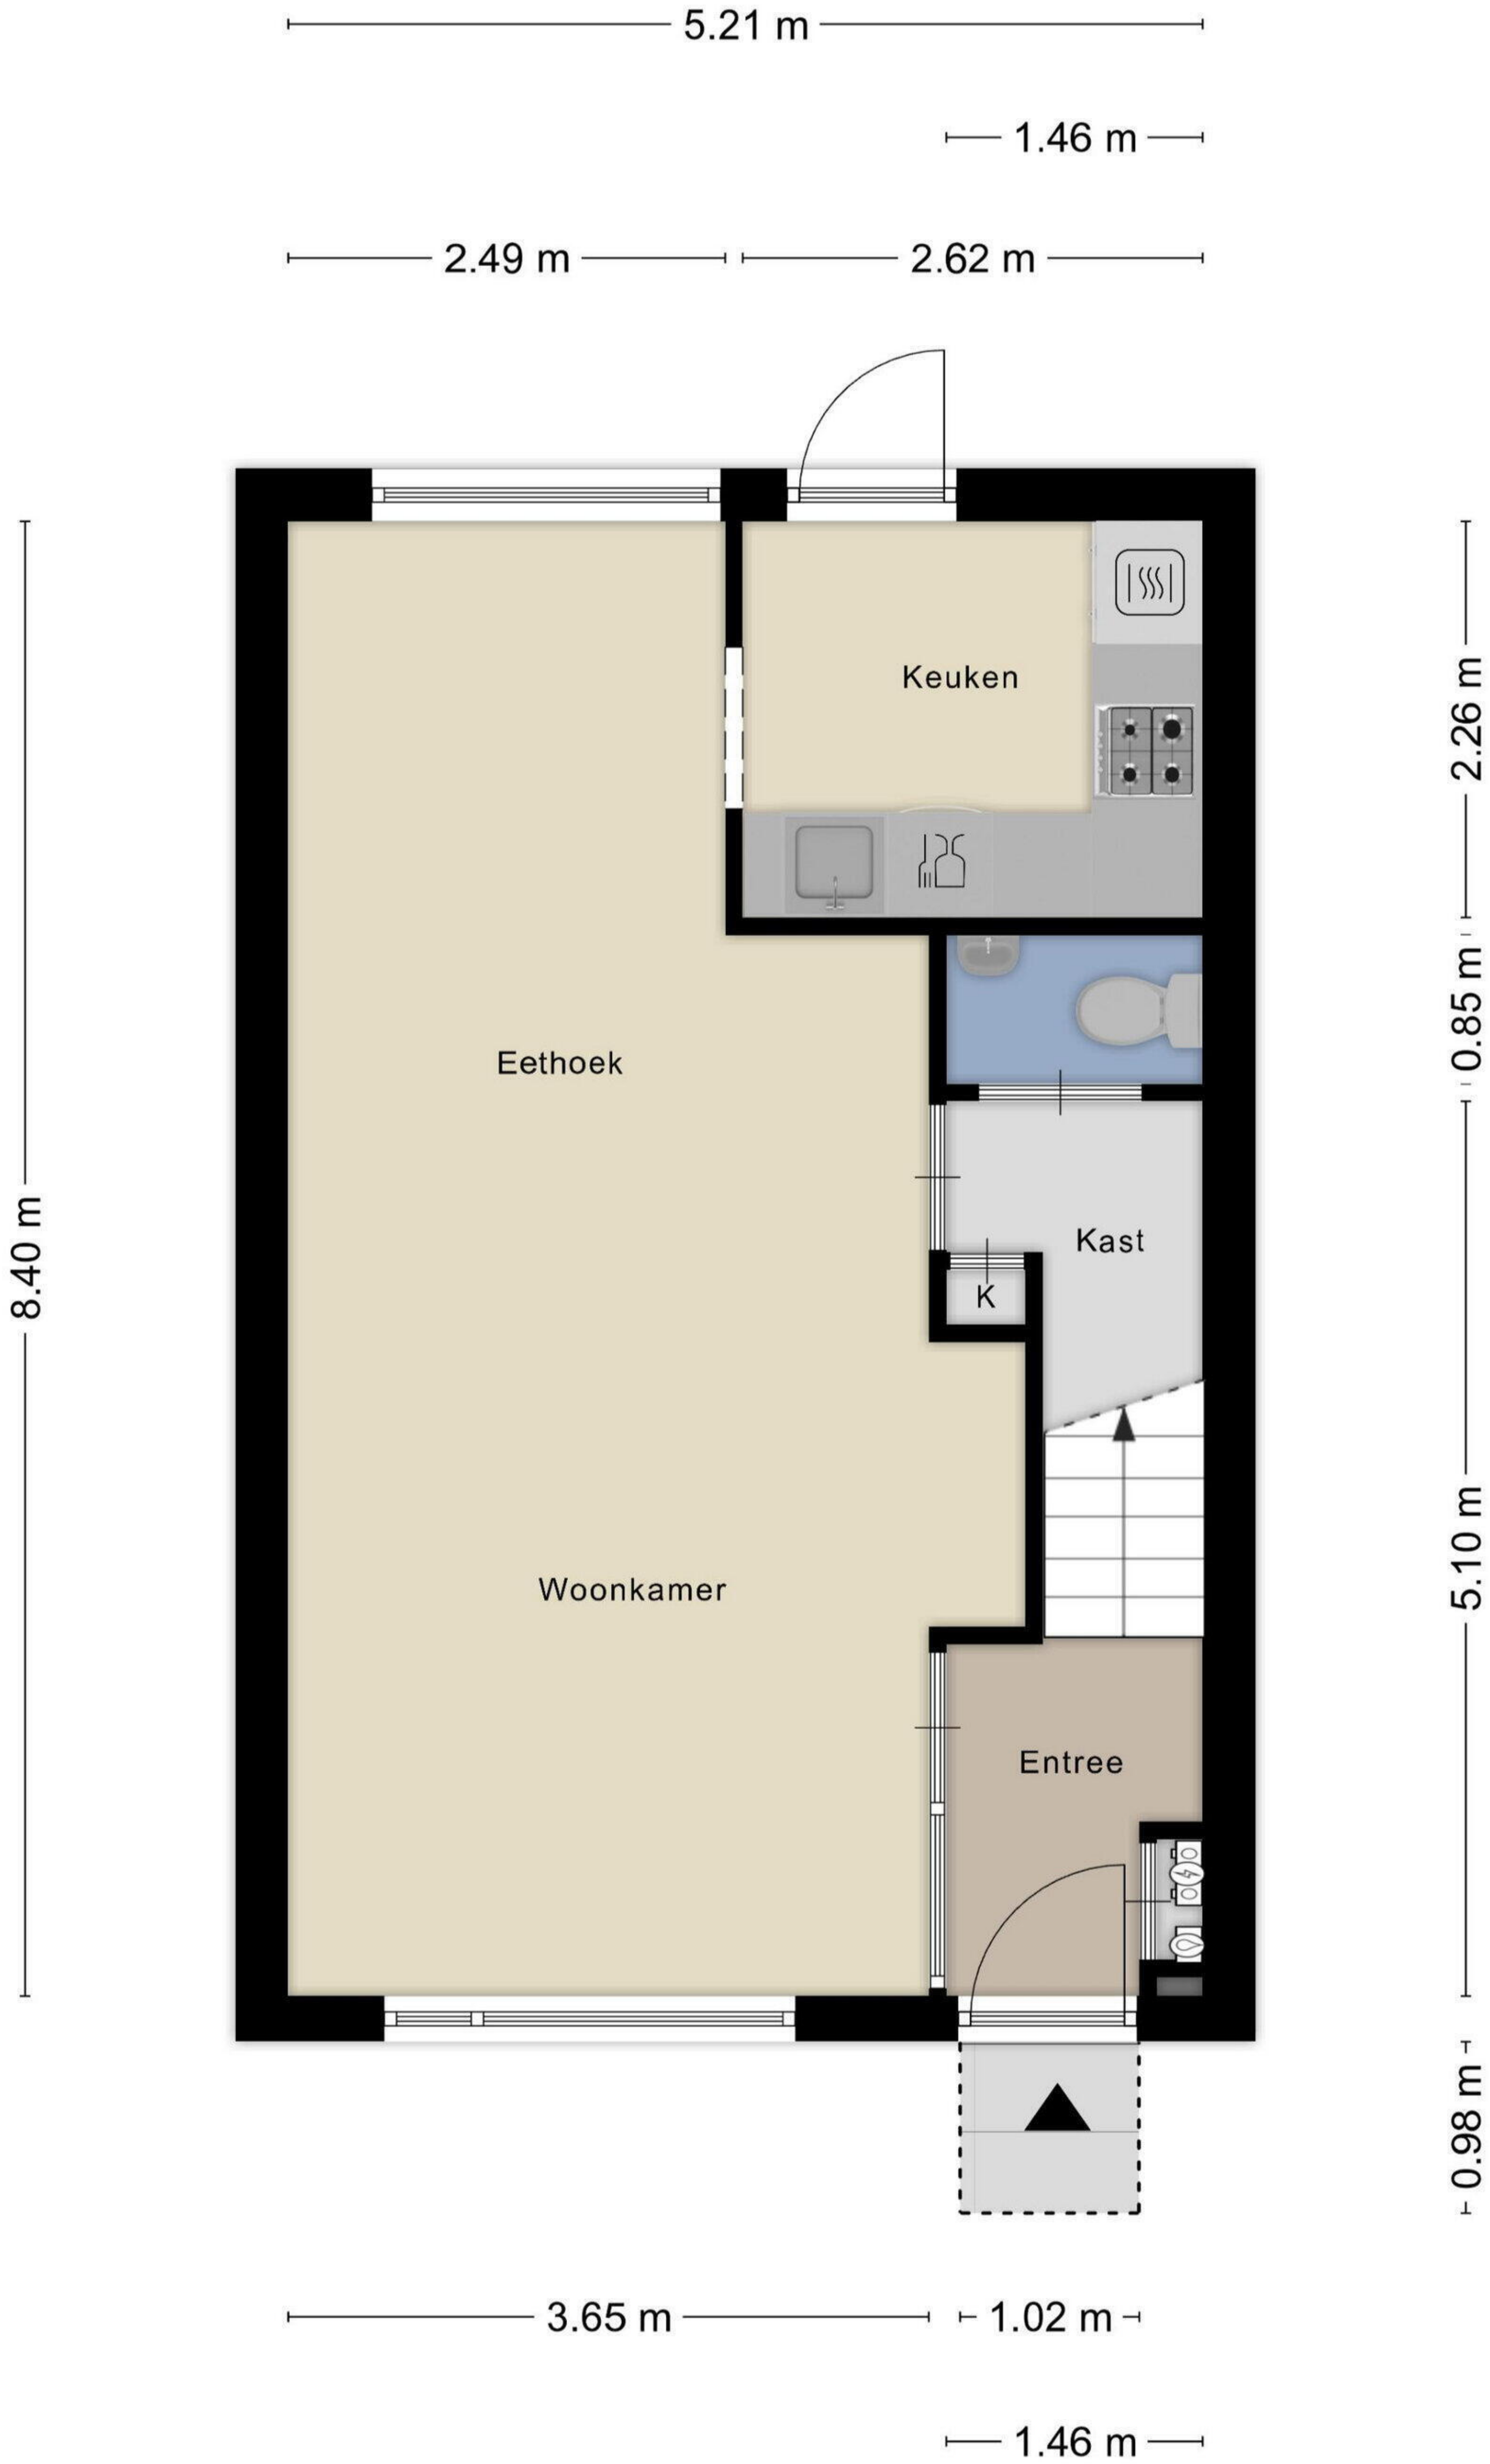 5.21 m
1.46 m
2.49 m
2.62 m
Keuken
2.26 m
0.85 m
Eethoek
8.40 m
Kast
K
5.10 m
Woonkamer
Entree
0.98 m
3.65 m
1.02 m
1.46 m